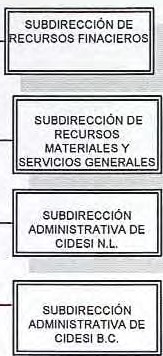 SUBDIRECCIÓN DE
RECURSOS FINACIEROS
SUBDIRECCIÓN
DE
RECURSOS
MATERIALES Y
SERVICIOS GENERALES
SUBDIRECCIÓN
ADMINISTRATIVA DE
CIDESI N.L.
SUBDIRECCIÓN
ADMINISTRATIVA DE
CIDESI B.C.